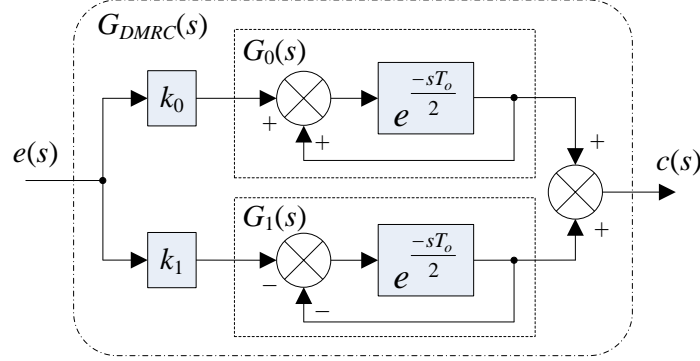 G_DMRC(s)
G_0(s)
k_0
+
+
e^{-sT_o/2}
+
e(s)
c(s)
G_1(s)
+
k_1
−
−
e^{-sT_o/2}